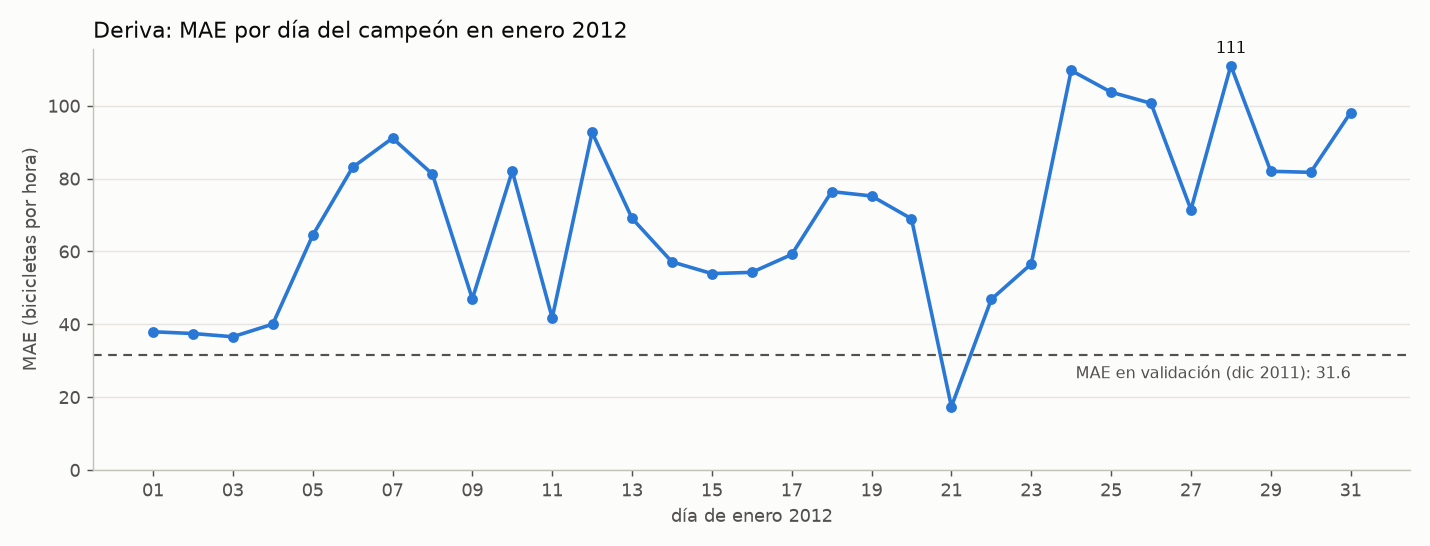 Deriva: MAE por día del campeón en enero 2012
111
MAE (bicicletas por hora)
100
80
60
40
20
0
MAE en validación (dic 2011): 31.6
01 03 05 07 09 11 13 15 17 19 21 23 25 27 29 31
día de enero 2012